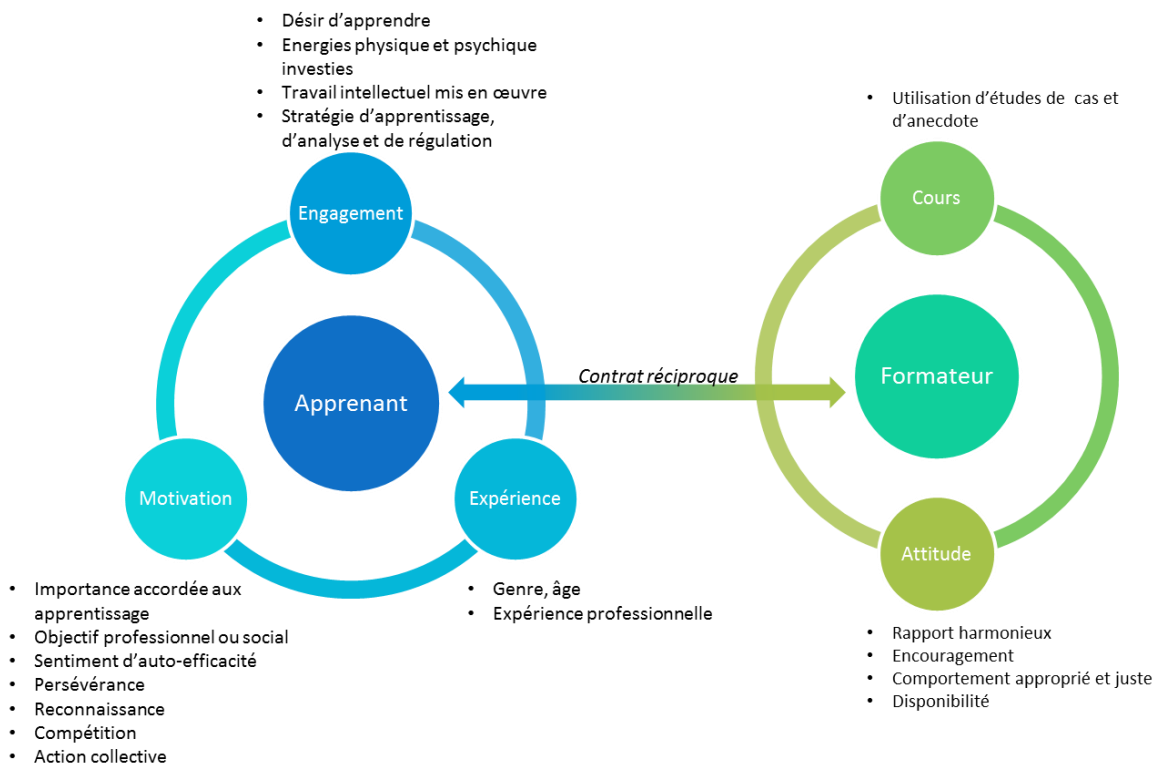 • Désir d’apprendre
• Energies physique et psychique
investies
• Travail intellectuel mis en œuvre
• Stratégie d’apprentissage,
d’analyse et de régulation
Engagement
Apprenant
Motivation
Expérience
• Importance accordée aux
apprentissage
• Objectif professionnel ou social
• Sentiment d’auto-efficacité
• Persévérance
• Reconnaissance
• Compétition
• Action collective
• Genre, âge
• Expérience professionnelle
Contrat réciproque
• Utilisation d’études de cas et
d’anecdote
Cours
Formateur
Attitude
• Rapport harmonieux
• Encouragement
• Comportement approprié et juste
• Disponibilité